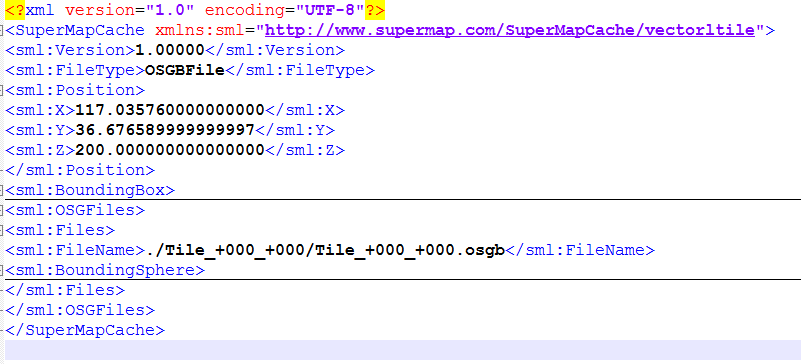 <?xml version="1.0" encoding="UTF-8"?>
<SuperMapCache xmlns:sml="http://www.supermap.com/SuperMapCache/vectorltile">
<sml:Version>1.00000</sml:Version>
<sml:FileType>OSGBFile</sml:FileType>
<sml:Position>
<sml:X>117.035760000000000</sml:X>
<sml:Y>36.676589999999997</sml:Y>
<sml:Z>200.000000000000000</sml:Z>
</sml:Position>
<sml:BoundingBox>
<sml:OSGFiles>
<sml:Files>
<sml:FileName>./Tile_+000_+000/Tile_+000_+000.osgb</sml:FileName>
<sml:BoundingSphere>
</sml:Files>
</sml:OSGFiles>
</SuperMapCache>